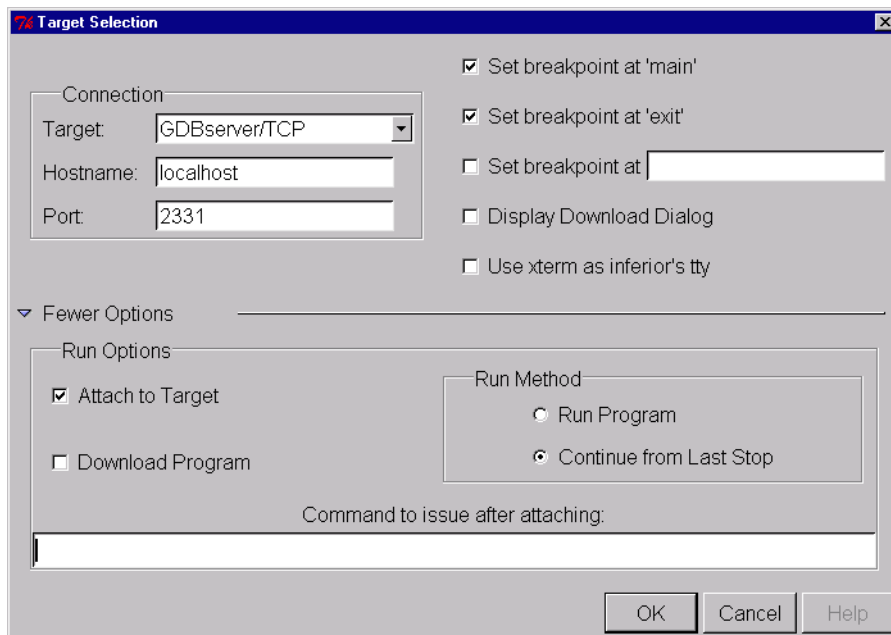 Target Selection
Connection
Target: GDBserver/TCP
Hostname: localhost
Port: 2331
Set breakpoint at 'main'
Set breakpoint at 'exit'
Set breakpoint at
Display Download Dialog
Use xterm as inferior's tty
Fewer Options
Run Options
Attach to Target
Download Program
Run Method
Run Program
Continue from Last Stop
Command to issue after attaching:
OK Cancel Help